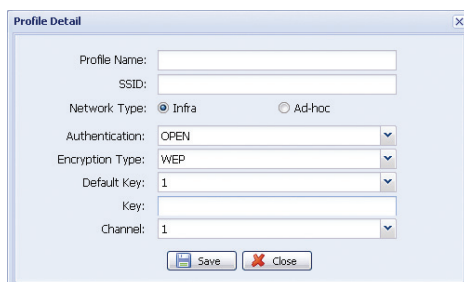 Profile Detail
Profile Name:
SSID:
Network Type: Infra Ad-hoc
Authentication: OPEN
Encryption Type: WEP
Default Key: 1
Key:
Channel: 1
Save Close